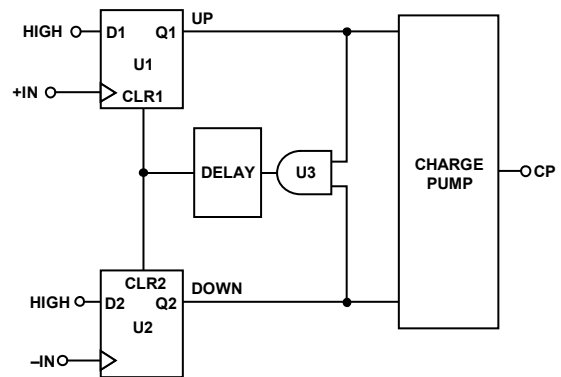 UP
HIGH D1 Q1
U1
+IN
CLR1
DELAY U3 CHARGE
PUMP
CP
CLR2 DOWN
HIGH D2 Q2
U2
–IN